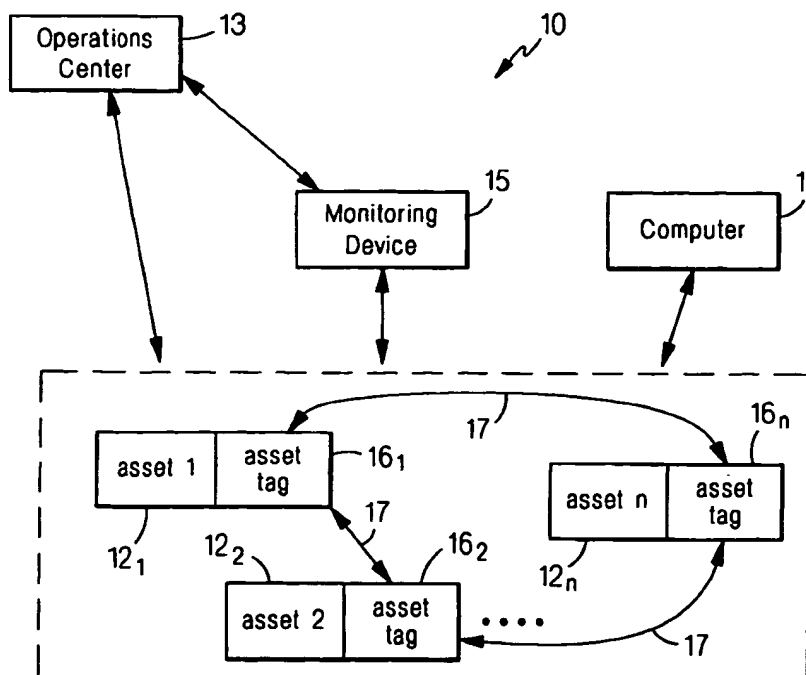 13
Operations
Center
10
15
Monitoring
Device
1
Computer
17
16n
16₁
asset 1
asset
tag
asset n
asset
tag
17
12₁
12₂
16₂
12n
asset 2
asset
tag
17